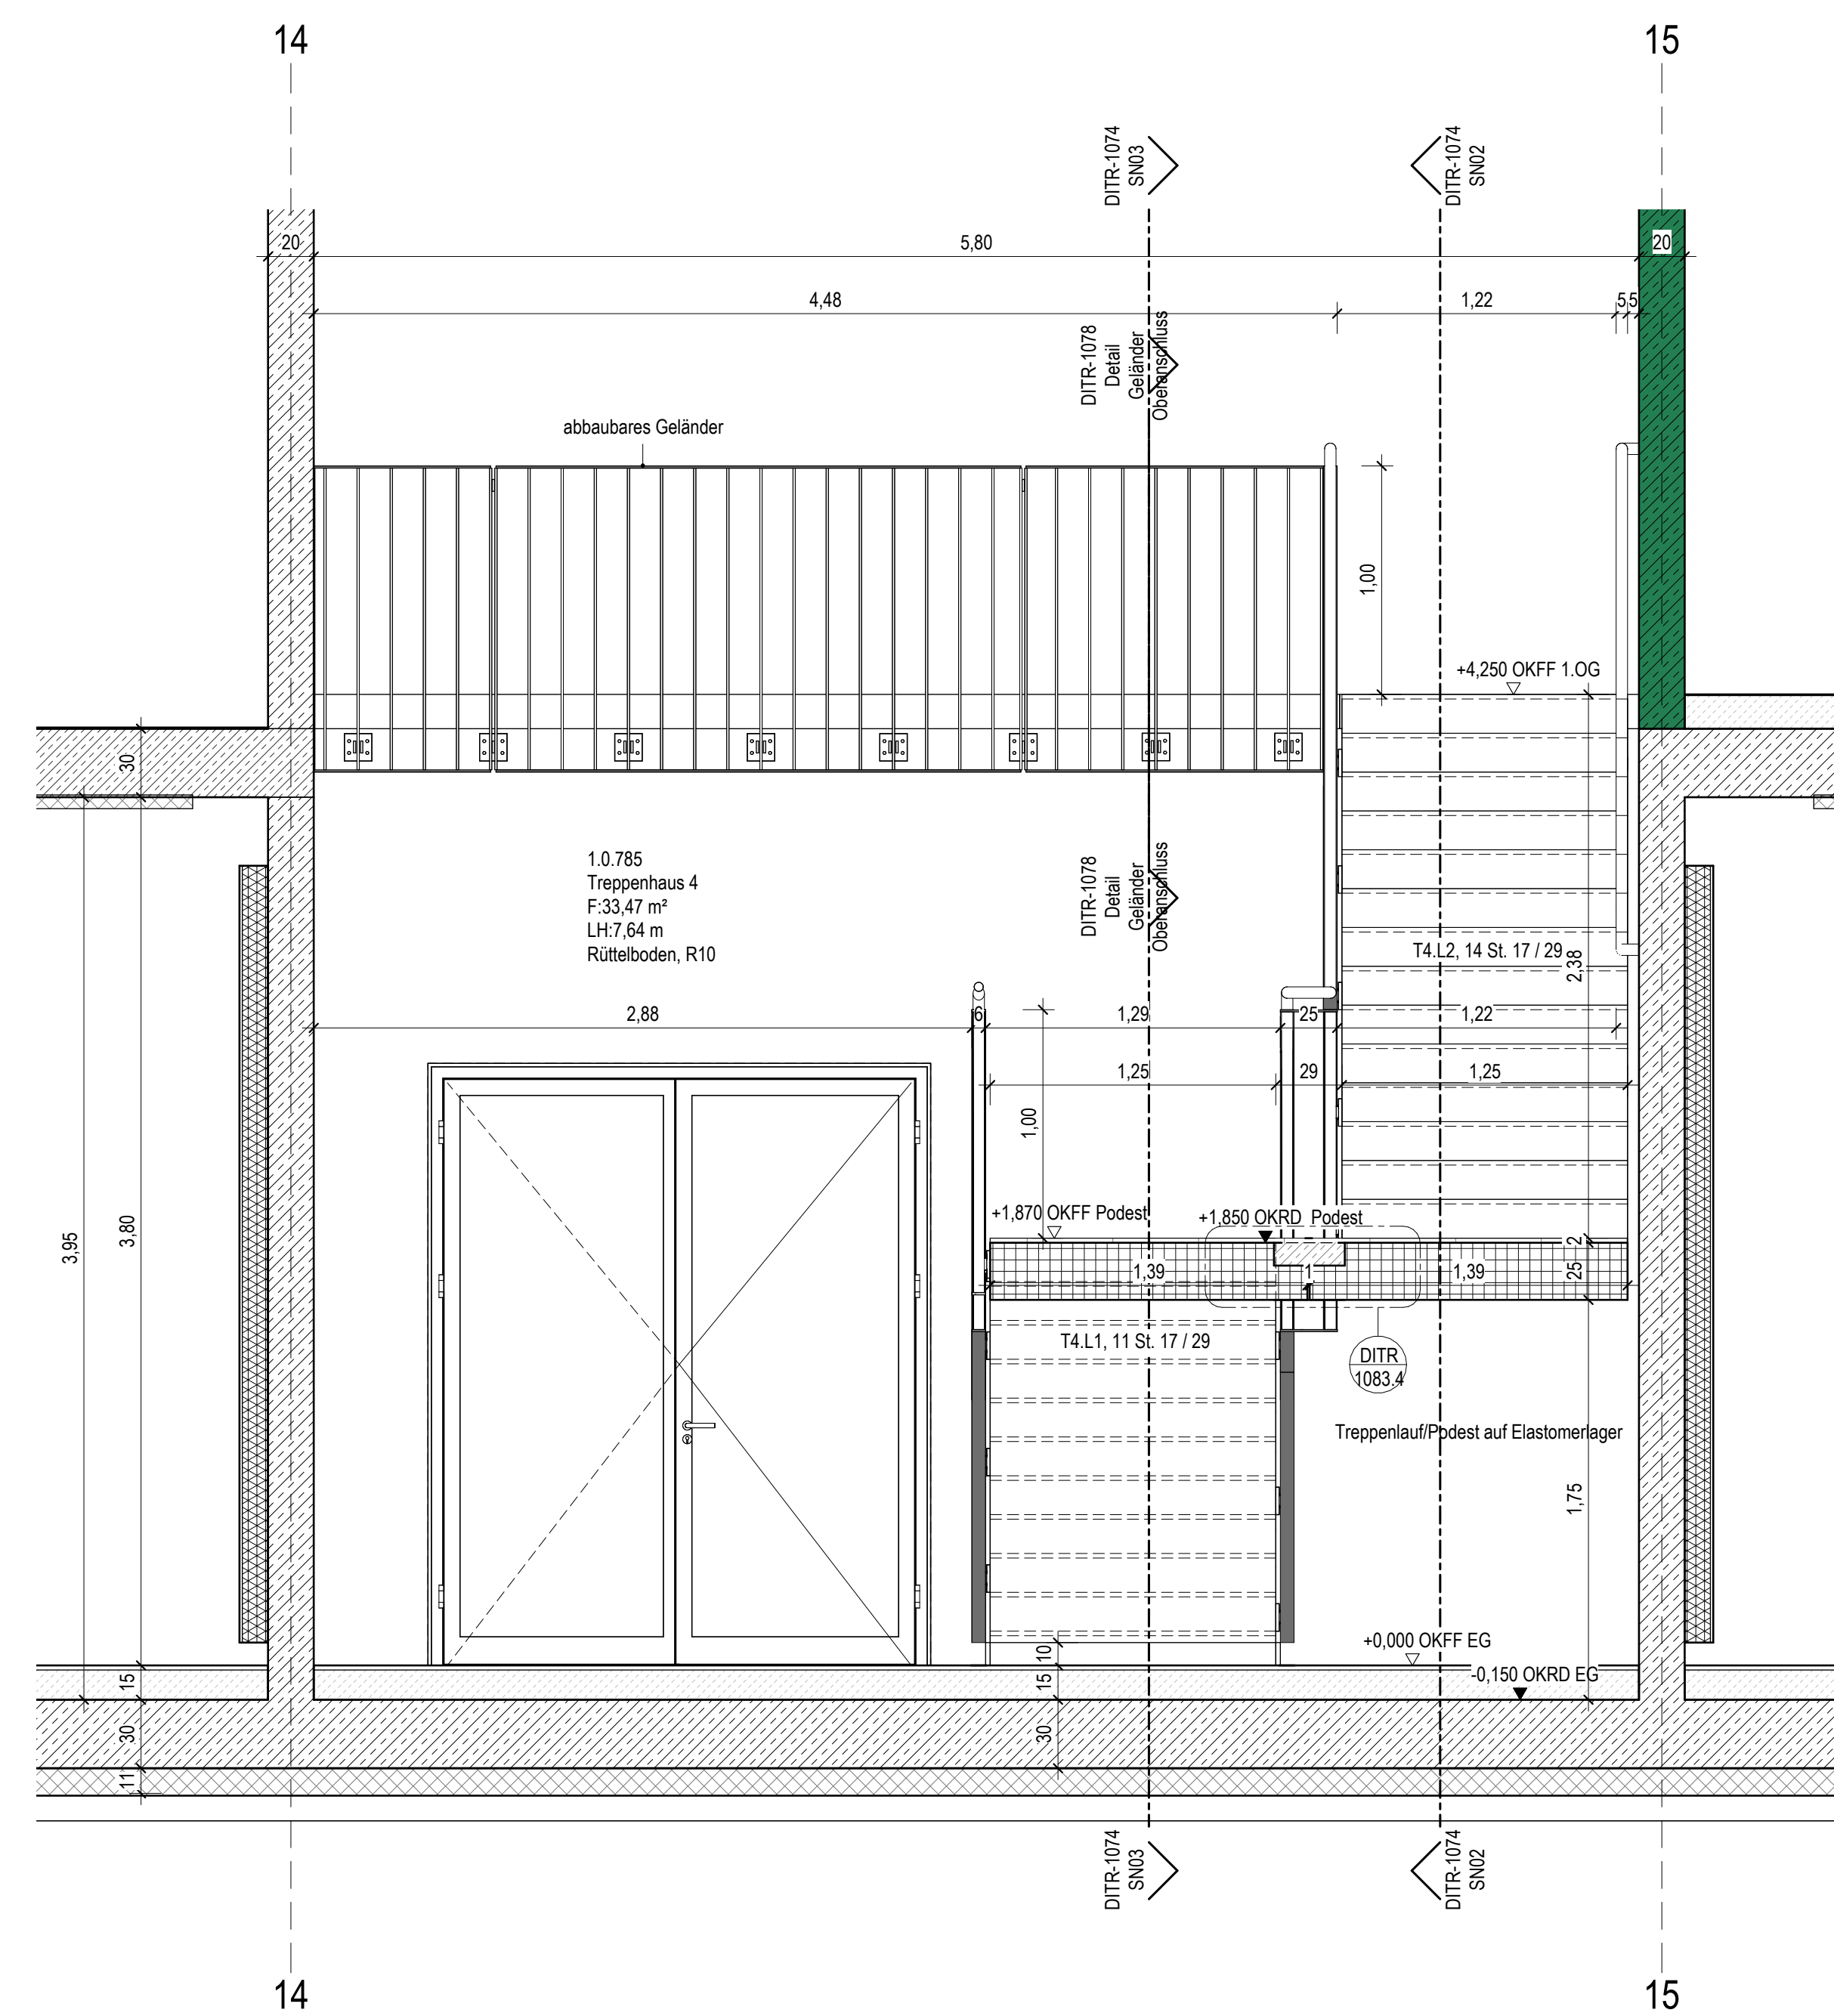 14
15
DITR-1074
SN03
DITR-1074
SN02
20
5,80
20
4,48
1,22
5
5
DITR-1078
Detail
Geländer
Oberanschluss
abbaubares Geländer
1,00
+4,250 OKFF 1.OG
30
1.0.785
Treppenhaus 4
F:33,47 m²
LH:7,64 m
Rüttelboden, R10
DITR-1078
Detail
Geländer
Oberanschluss
T4.L2, 14 St. 17 / 29
2,38
2,88
6
1,29
25
1,22
1,25
29
1,25
1,00
+1,870 OKFF Podest
+1,850 OKRD Podest
3,95
3,80
2
1,39
1
1,39
25
T4.L1, 11 St. 17 / 29
DITR
1083.4
Treppenlauf/Podest auf Elastomerlager
1,75
10
+0,000 OKFF EG
15
15
-0,150 OKRD EG
30
30
11
DITR-1074
SN03
DITR-1074
SN02
14
15